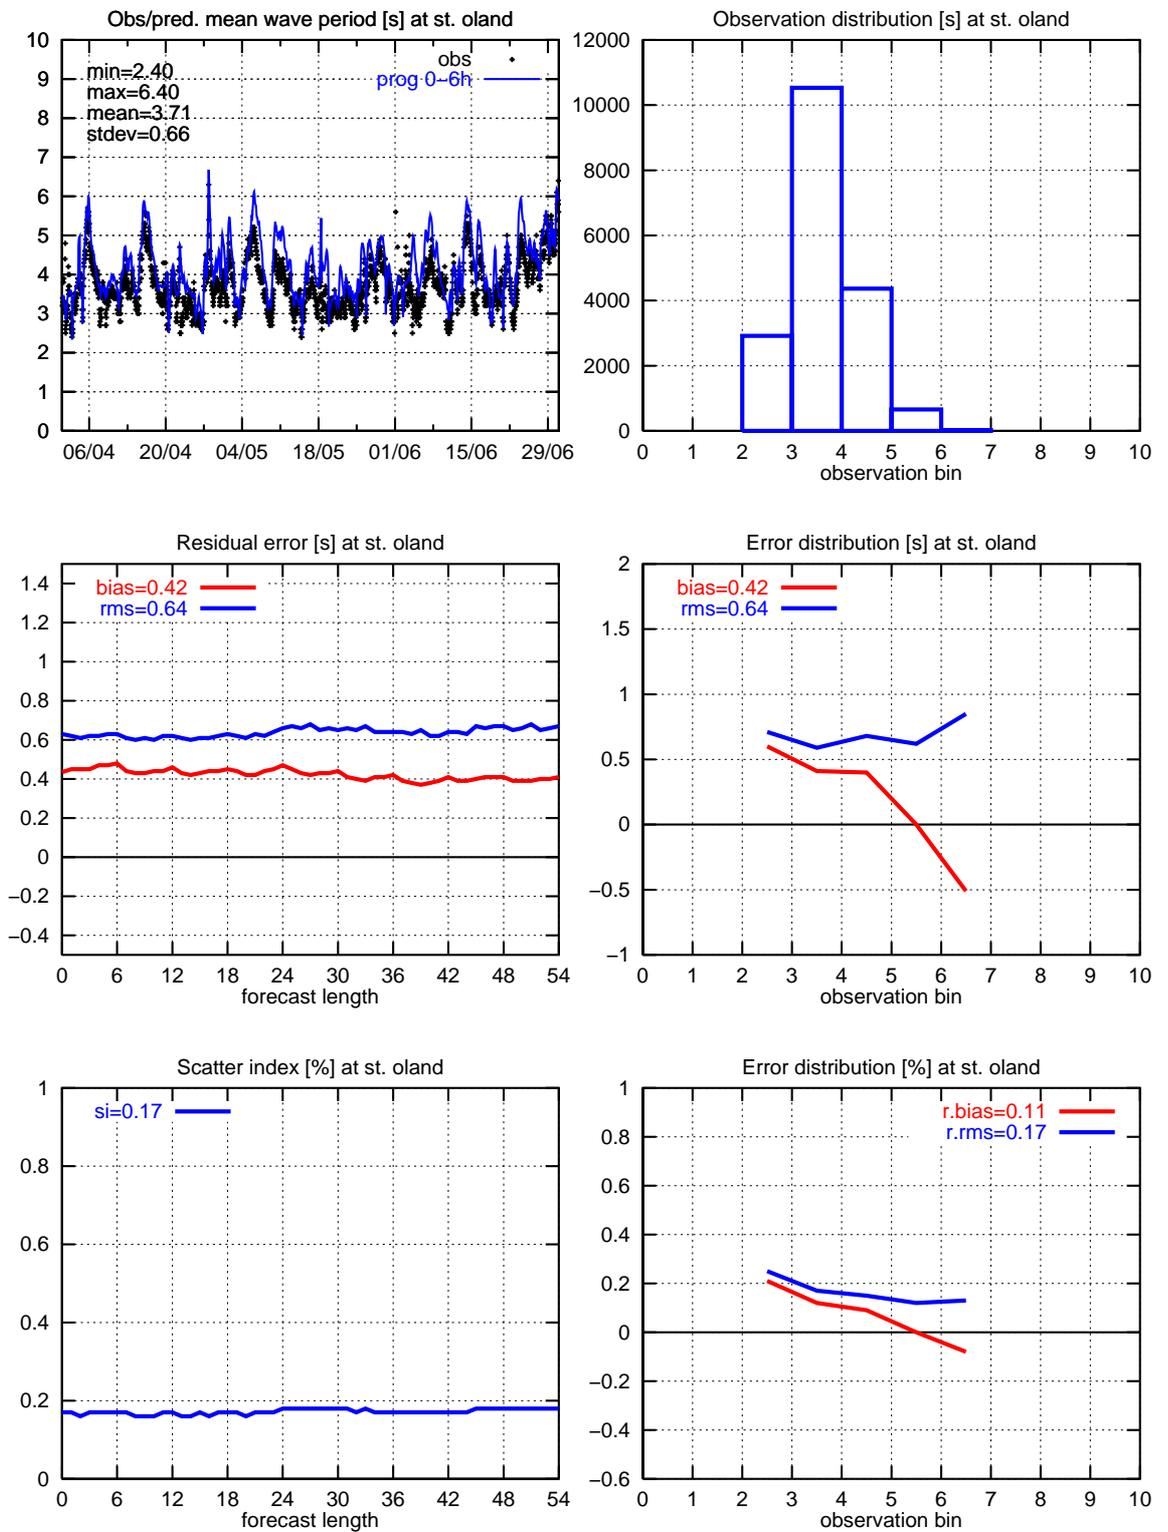 Obs/pred. mean wave period [s] at st. oland
10
9
8
7
6
5
4
3
2
1
0
min=2.40
max=6.40
mean=3.71
stdev=0.66
obs
prog 0−6h
06/04 20/04 04/05 18/05 01/06 15/06 29/06
Observation distribution [s] at st. oland
12000
10000
8000
6000
4000
2000
0
0 1 2 3 4 5 6 7 8 9 10
observation bin
Residual error [s] at st. oland
1.4
1.2
1
0.8
0.6
0.4
0.2
0
−0.2
−0.4
bias=0.42
rms=0.64
0 6 12 18 24 30 36 42 48 54
forecast length
Error distribution [s] at st. oland
2
1.5
1
0.5
0
−0.5
−1
bias=0.42
rms=0.64
0 1 2 3 4 5 6 7 8 9 10
observation bin
Scatter index [%] at st. oland
1
0.8
0.6
0.4
0.2
0
si=0.17
0 6 12 18 24 30 36 42 48 54
forecast length
Error distribution [%] at st. oland
1
0.8
0.6
0.4
0.2
0
−0.2
−0.4
−0.6
r.bias=0.11
r.rms=0.17
0 1 2 3 4 5 6 7 8 9 10
observation bin